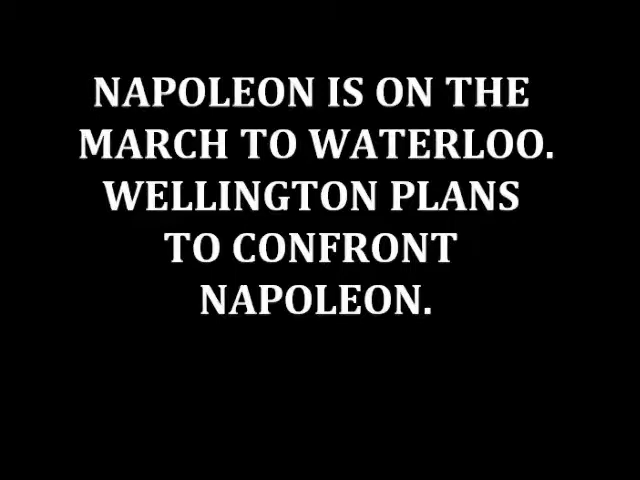 NAPOLEON IS ON THE
MARCH TO WATERLOO.
WELLINGTON PLANS
TO CONFRONT
NAPOLEON.